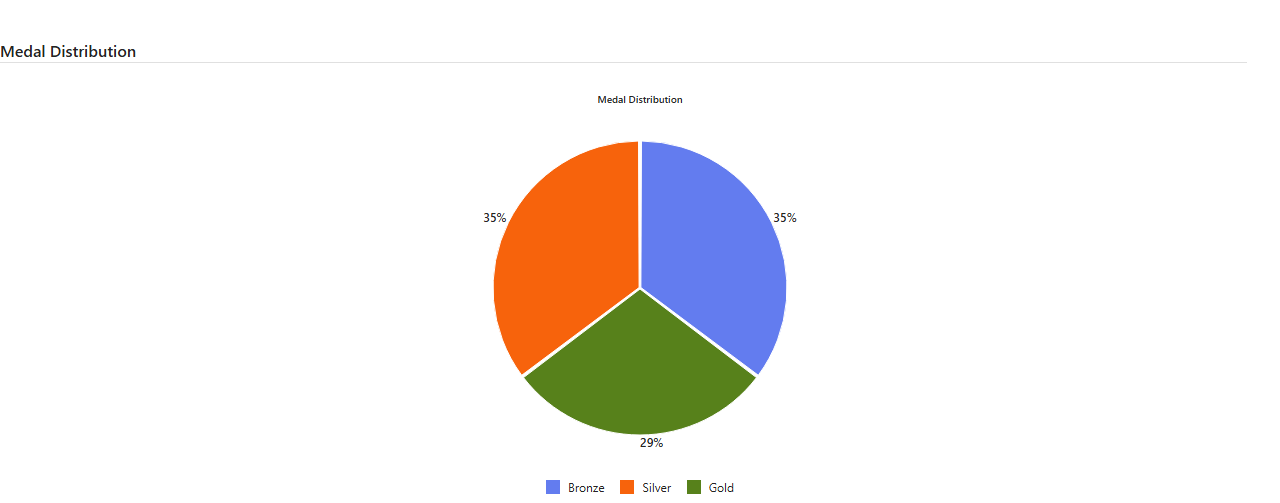 Medal Distribution
Medal Distribution
35%
35%
29%
Bronze
Silver
Gold